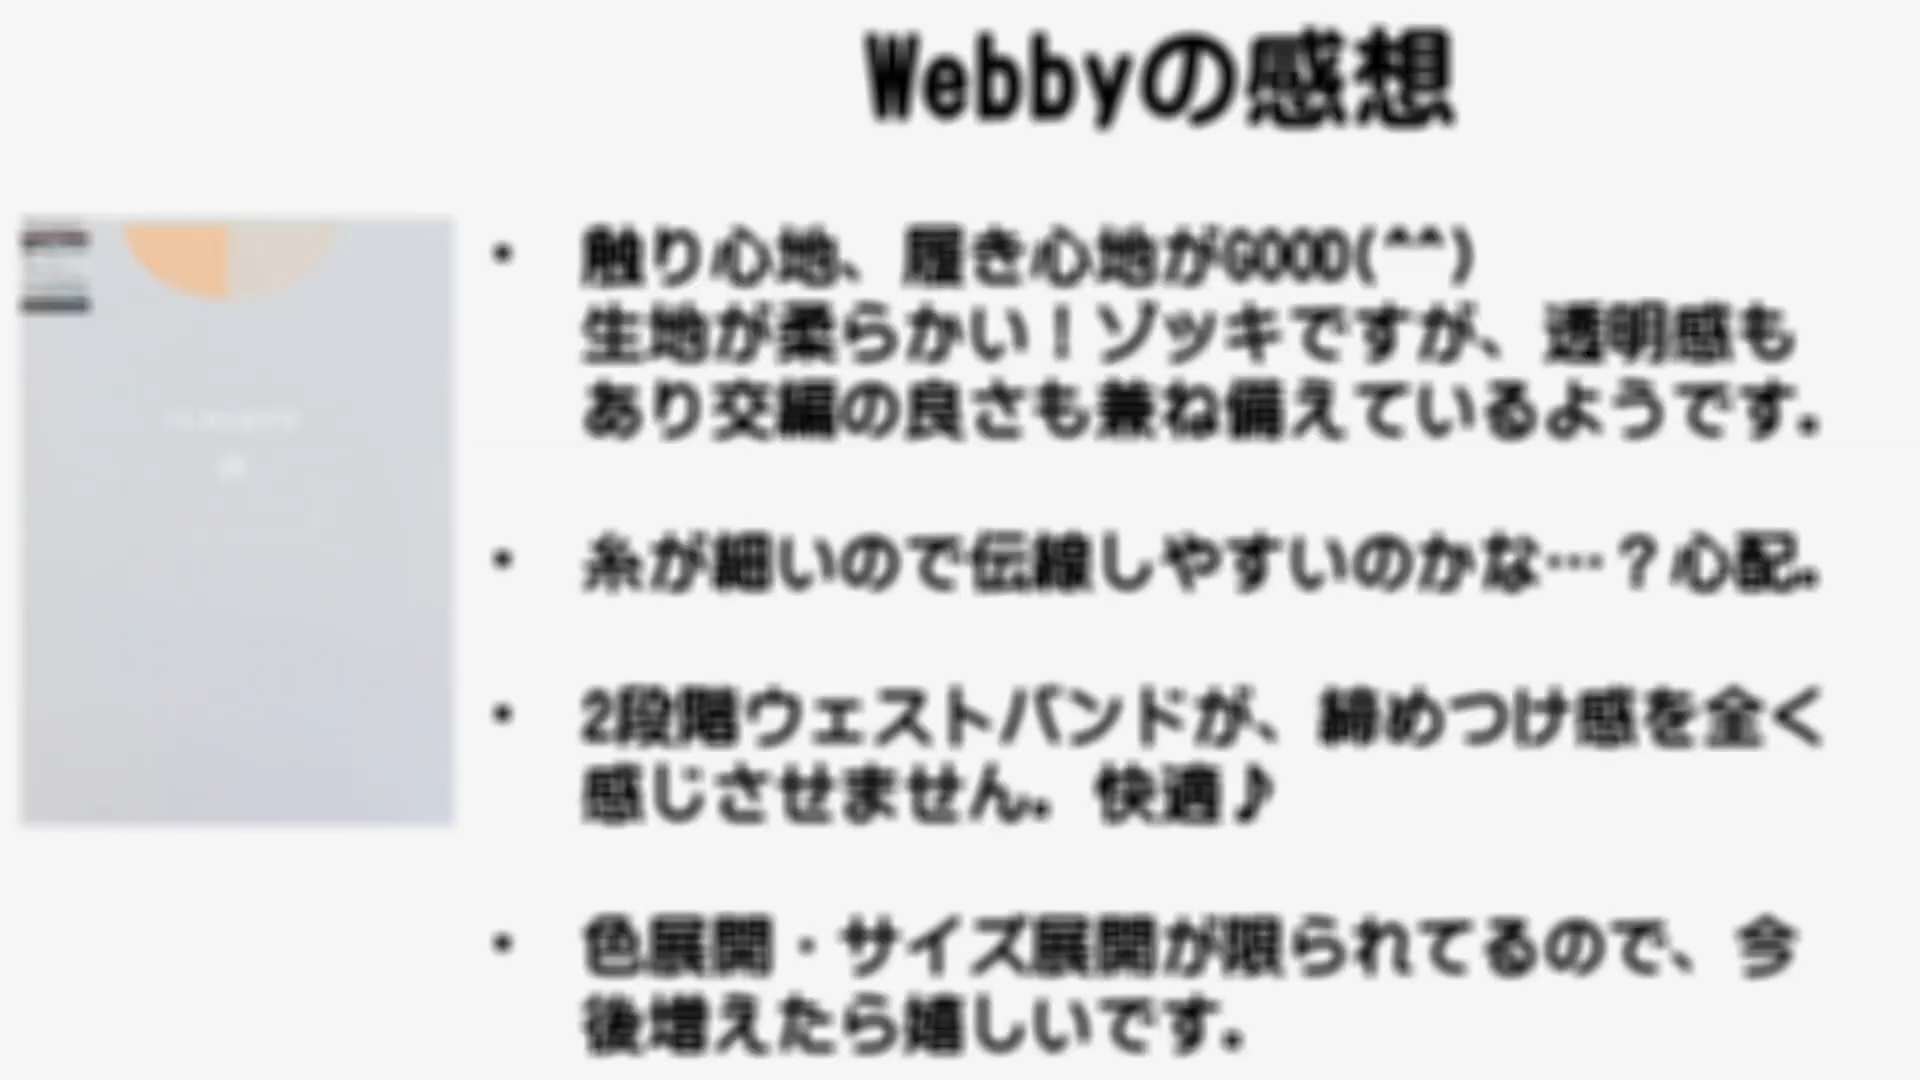 Webbyの感想
・ 触り心地、履き心地がGOOD(^^)
生地が柔らかい！ゾッキですが、透明感も
あり交編の良さも兼ね備えているようです。
・ 糸が細いので伝線しやすいのかな…？心配。
・ 2段階ウェストバンドが、締めつけ感を全く
感じさせません。快適♪
・ 色展開・サイズ展開が限られてるので、今
後増えたら嬉しいです。